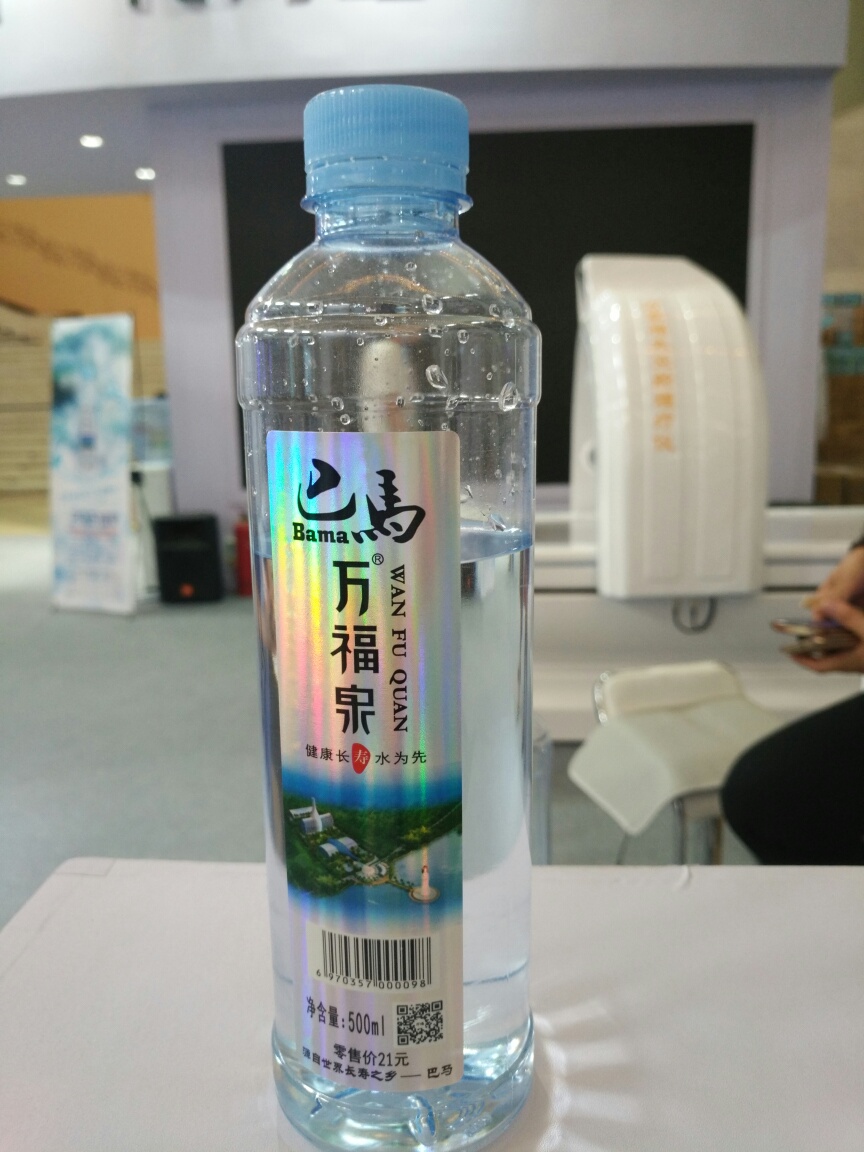 巴馬
Bama
万福泉®
WAN FU QUAN
健康长寿水为先
6 970357 000098
净含量:500ml
零售价21元
源自世界长寿之乡——巴马